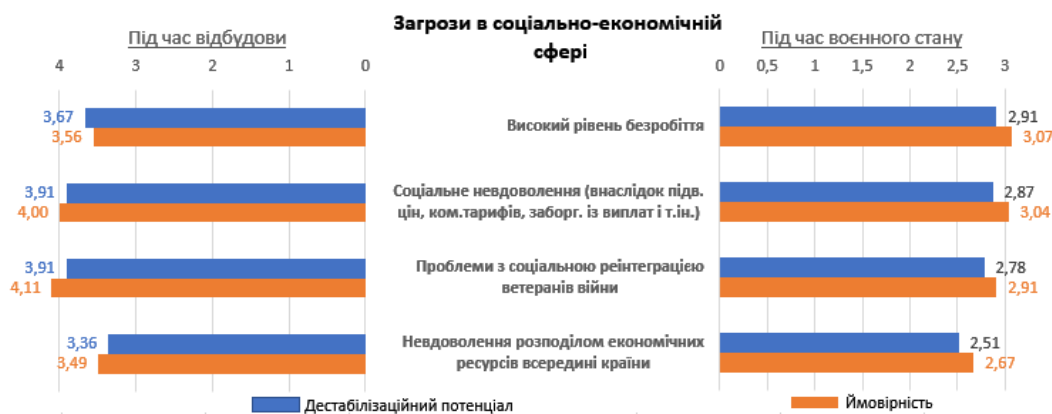 Загрози в соціально-економічній
сфері
Під час відбудови
4 3 2 1 0
Під час воєнного стану
0 0,5 1 1,5 2 2,5 3
3,67
3,56
Високий рівень безробіття
2,91
3,07
3,91
4,00
Соціальне невдоволення (внаслідок підв.
цін, ком.тарифів, заборг. із виплат і т.ін.)
2,87
3,04
3,91
4,11
Проблеми з соціальною реінтеграцією
ветеранів війни
2,78
2,91
3,36
3,49
Невдоволення розподілом економічних
ресурсів всередині країни
2,51
2,67
Дестабілізаційний потенціал
Ймовірність